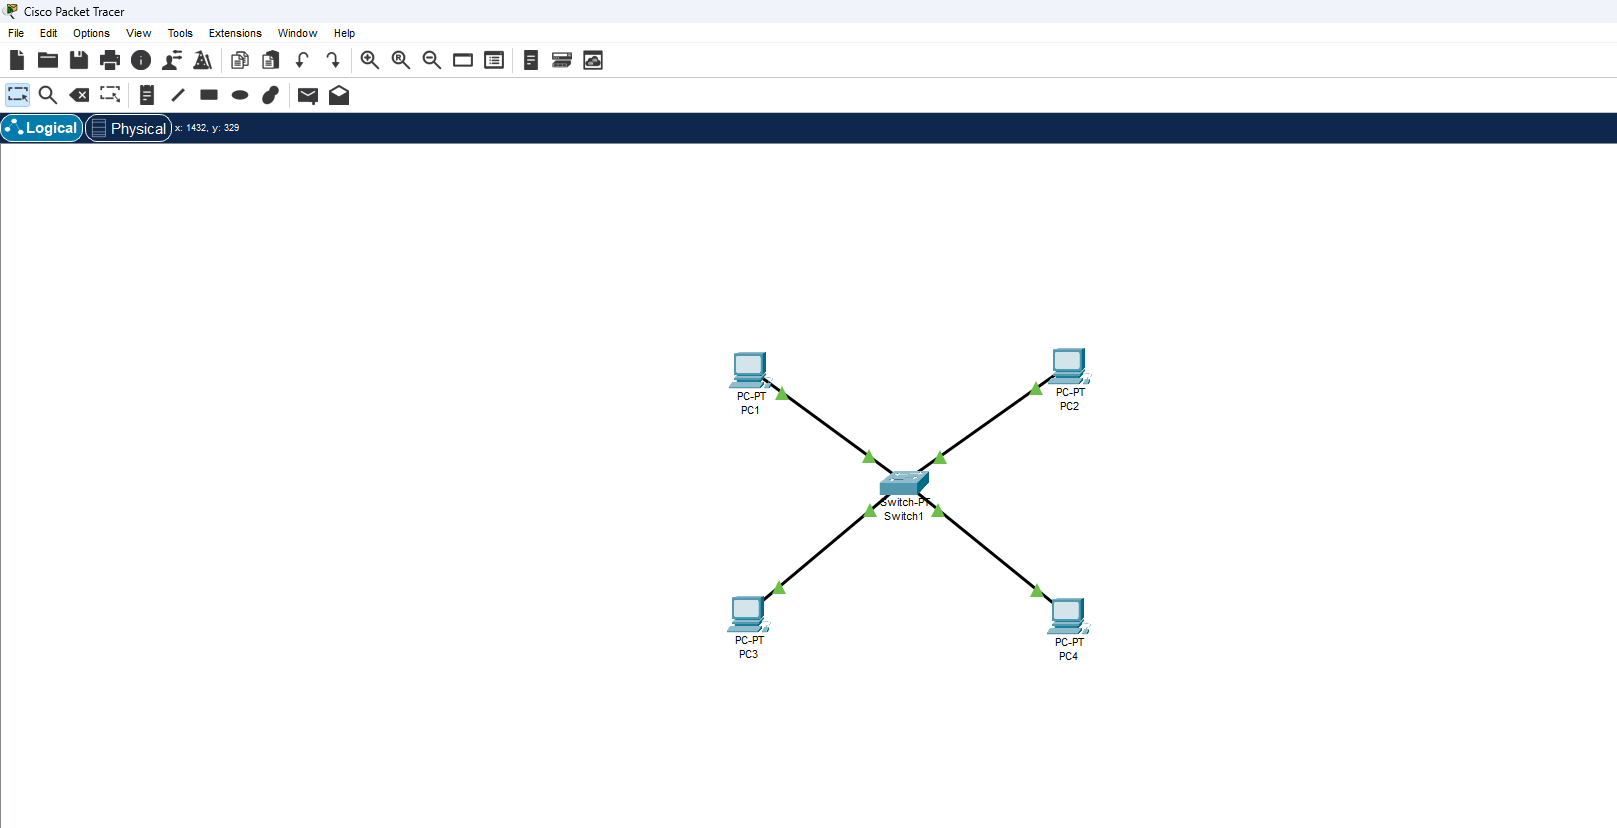 Cisco Packet Tracer
File Edit Options View Tools Extensions Window Help
Logical Physical x: 1432, y: 329
PC-PT
PC1
PC-PT
PC2
Switch-PT
Switch1
PC-PT
PC3
PC-PT
PC4